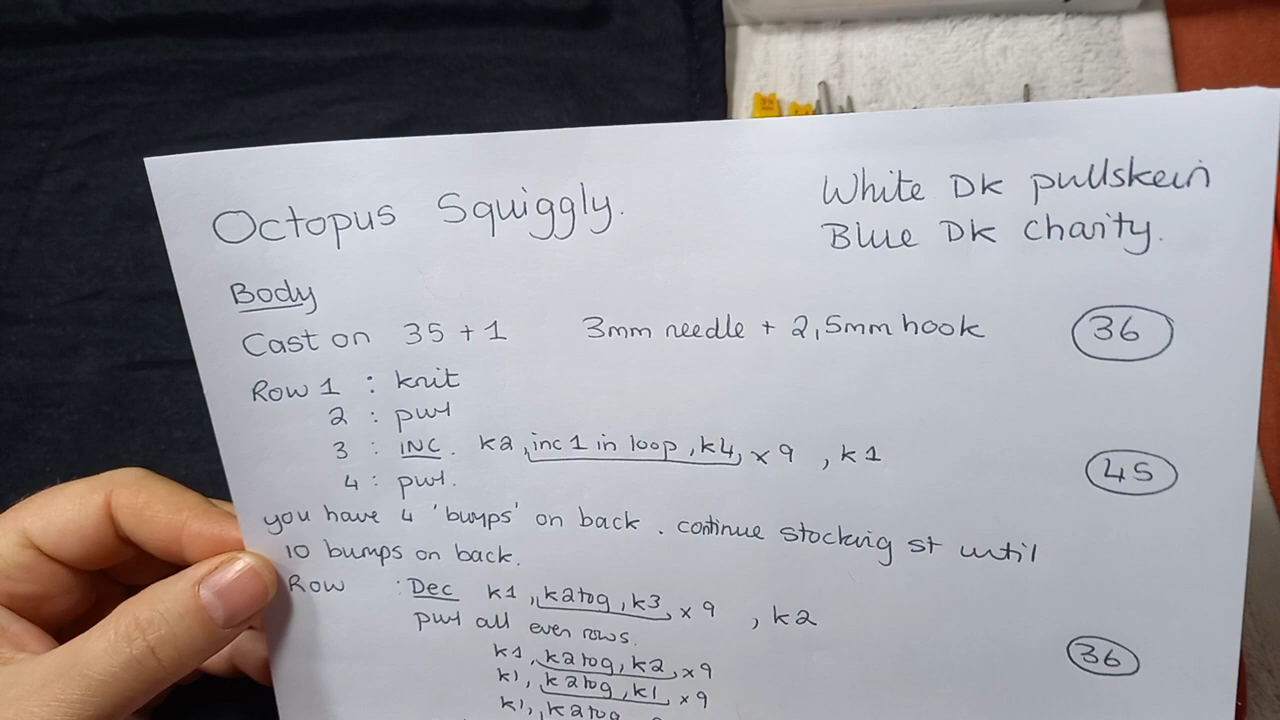 Octopus Squiggly.
White DK pullskein
Blue DK charity.
Body
Cast on 35 + 1 3mm needle + 2,5mm hook 36
Row 1 : knit
2 : purl
3 : INC. k2, inc 1 in loop, k4, x 9 , k1 45
4 : purl.
you have 4 'bumps' on back. continue stockig st until
10 bumps on back.
Row : Dec k1, k2tog, k3, x 9 , k2
purl all even rows. 36
k1, k2tog, k2, x9
k1, k2tog, k1, x9
k1, k2tog